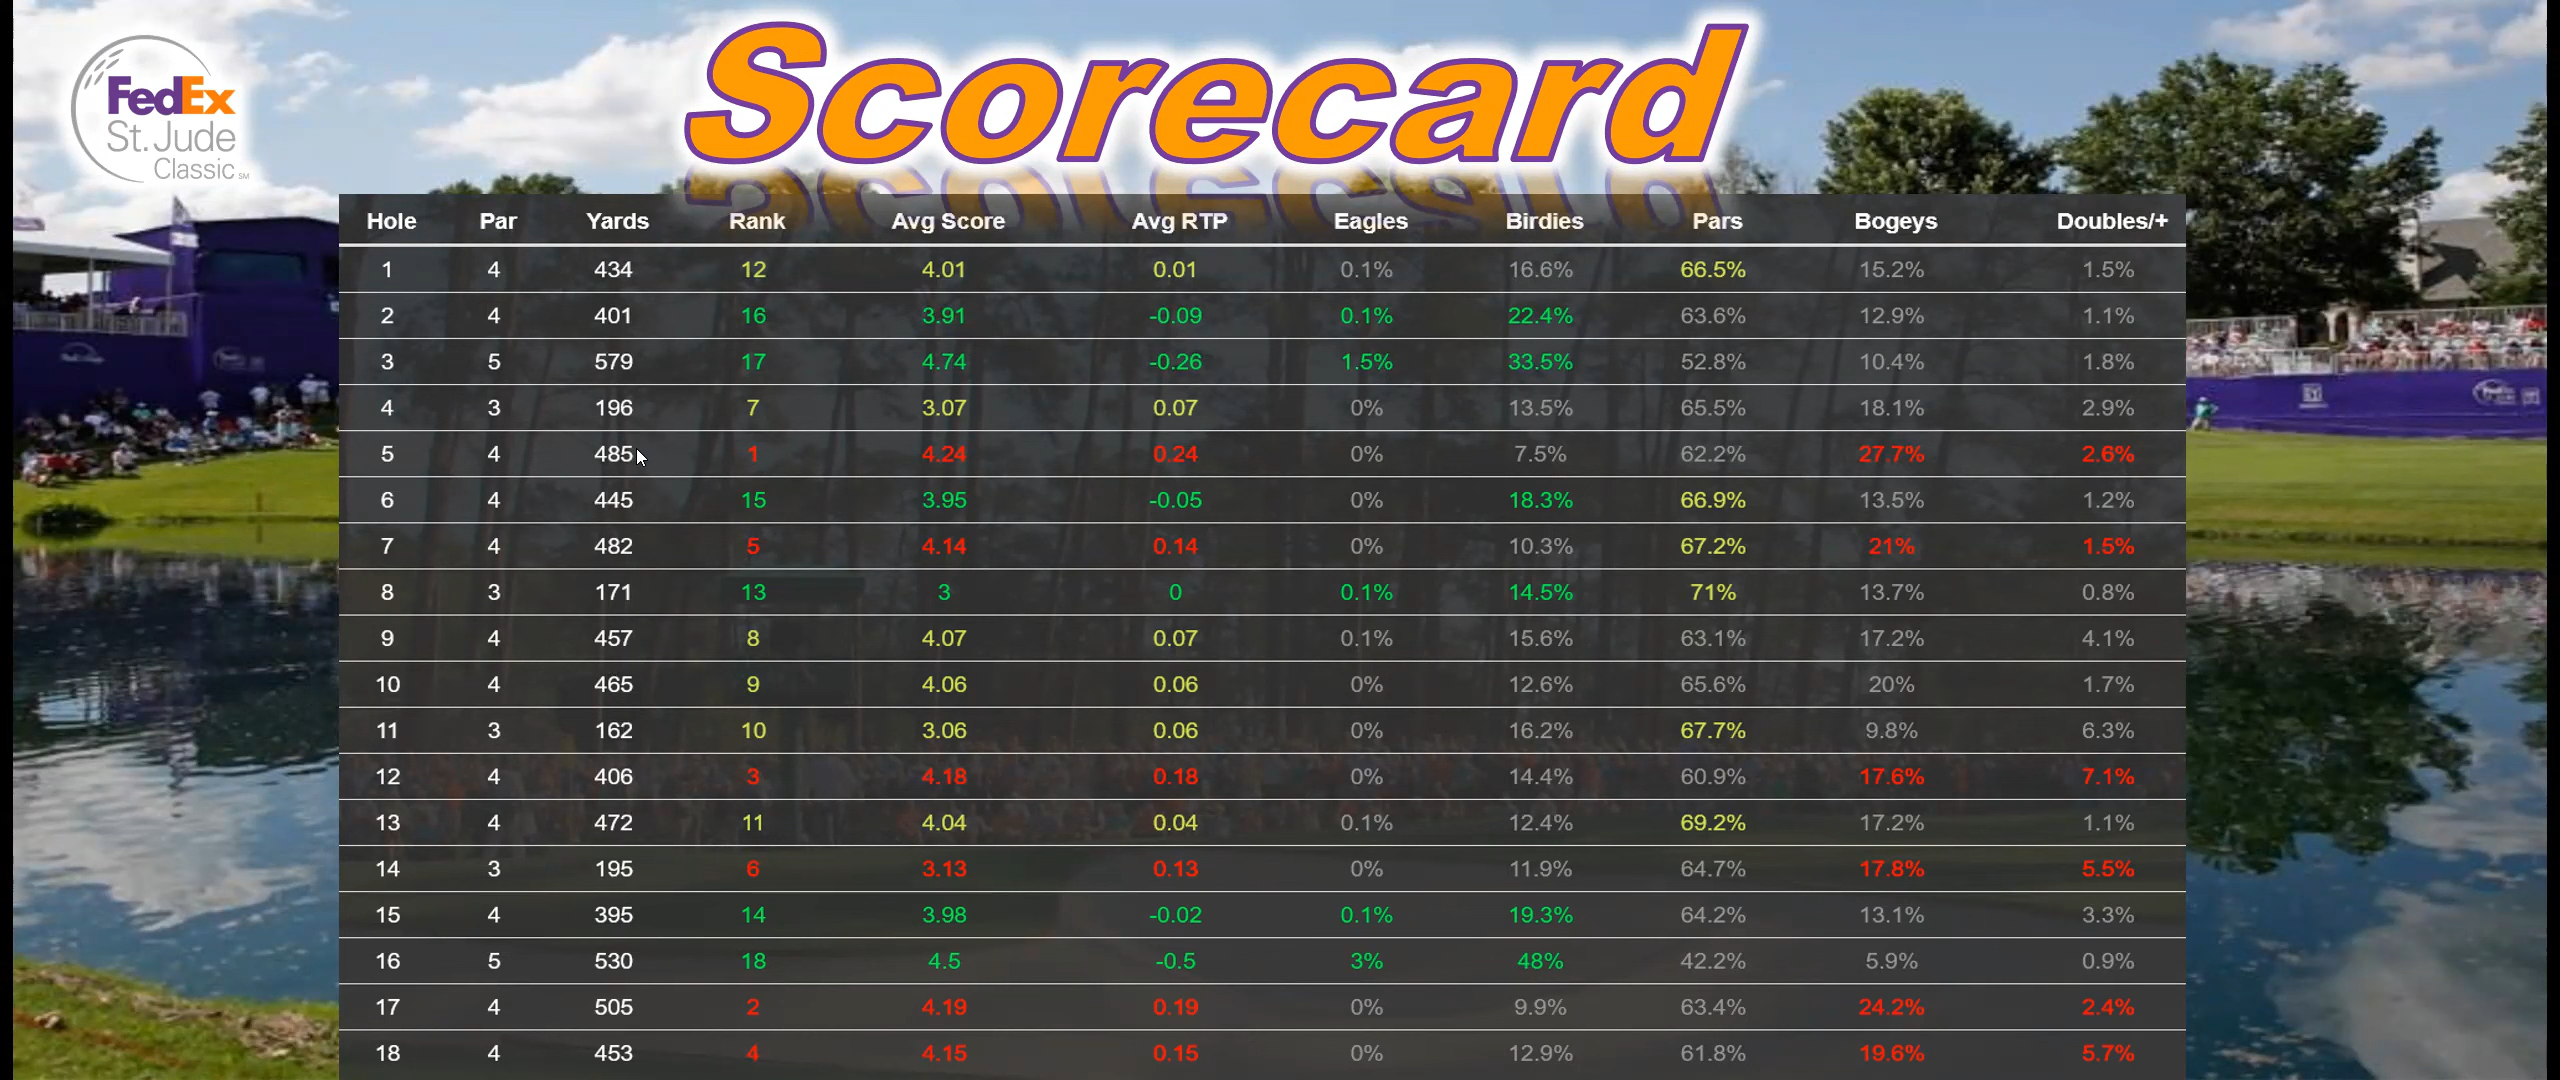 FedEx
St. Jude
Classic SM
Scorecard
Hole Par Yards Rank Avg Score Avg RTP Eagles Birdies Pars Bogeys Doubles/+
1 4 434 12 4.01 0.01 0.1% 16.6% 66.5% 15.2% 1.5%
2 4 401 16 3.91 -0.09 0.1% 22.4% 63.6% 12.9% 1.1%
3 5 579 17 4.74 -0.26 1.5% 33.5% 52.8% 10.4% 1.8%
4 3 196 7 3.07 0.07 0% 13.5% 65.5% 18.1% 2.9%
5 4 485 1 4.24 0.24 0% 7.5% 62.2% 27.7% 2.6%
6 4 445 15 3.95 -0.05 0% 18.3% 66.9% 13.5% 1.2%
7 4 482 5 4.14 0.14 0% 10.3% 67.2% 21% 1.5%
8 3 171 13 3 0 0.1% 14.5% 71% 13.7% 0.8%
9 4 457 8 4.07 0.07 0.1% 15.6% 63.1% 17.2% 4.1%
10 4 465 9 4.06 0.06 0% 12.6% 65.6% 20% 1.7%
11 3 162 10 3.06 0.06 0% 16.2% 67.7% 9.8% 6.3%
12 4 406 3 4.18 0.18 0% 14.4% 60.9% 17.6% 7.1%
13 4 472 11 4.04 0.04 0.1% 12.4% 69.2% 17.2% 1.1%
14 3 195 6 3.13 0.13 0% 11.9% 64.7% 17.8% 5.5%
15 4 395 14 3.98 -0.02 0.1% 19.3% 64.2% 13.1% 3.3%
16 5 530 18 4.5 -0.5 3% 48% 42.2% 5.9% 0.9%
17 4 505 2 4.19 0.19 0% 9.9% 63.4% 24.2% 2.4%
18 4 453 4 4.15 0.15 0% 12.9% 61.8% 19.6% 5.7%